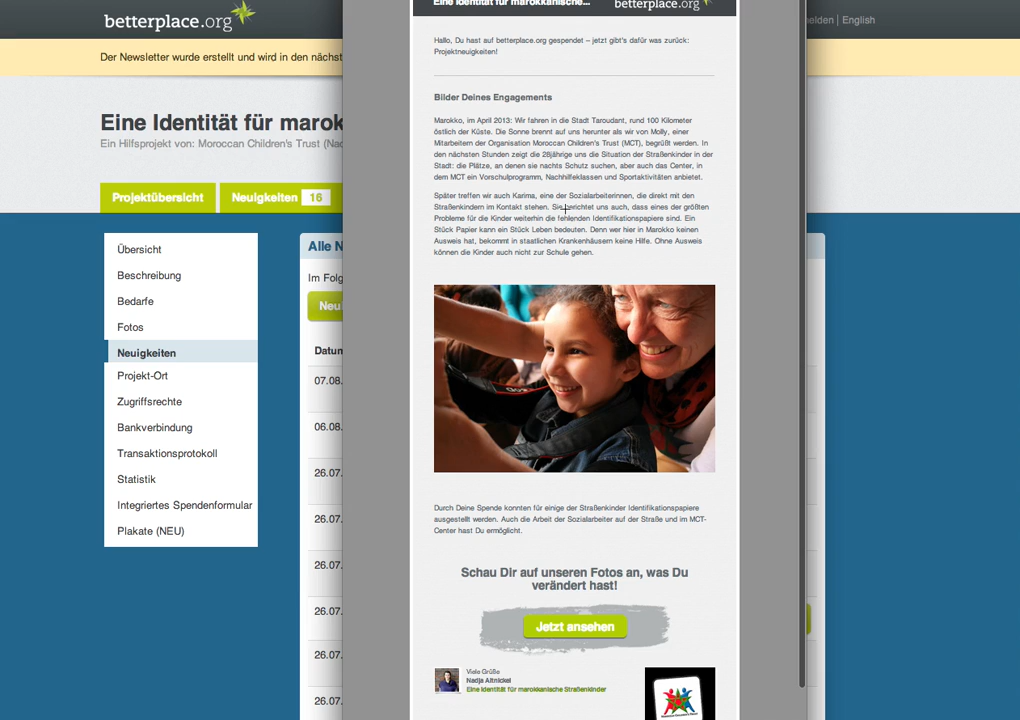 betterplace.org
nmelden | English
Der Newsletter wurde erstellt und wird in den nächst
Eine Identität für marok
Ein Hilfsprojekt von: Moroccan Children's Trust (Nac
Projektübersicht
Neuigkeiten 16
Übersicht
Beschreibung
Bedarfe
Fotos
Neuigkeiten
Projekt-Ort
Zugriffsrechte
Bankverbindung
Transaktionsprotokoll
Statistik
Integriertes Spendenformular
Plakate (NEU)
Alle N
Im Folg
Neu
Datum
07.08.
06.08.
26.07.
26.07.
26.07.
26.07.
26.07.
26.07.
Eine Identität für marokkanische...
betterplace.org
Hallo, Du hast auf betterplace.org gespendet – jetzt gibt's dafür was zurück:
Projektneuigkeiten!
Bilder Deines Engagements
Marokko, im April 2013: Wir fahren in die Stadt Taroudant, rund 100 Kilometer
östlich der Küste. Die Sonne brennt auf uns herunter als wir von Molly, einer
Mitarbeitern der Organisation Moroccan Children's Trust (MCT), begrüßt werden. In
den nächsten Stunden zeigt die 28jährige uns die Situation der Straßenkinder in der
Stadt: die Plätze, an denen sie nachts Schutz suchen, aber auch das Center, in
dem MCT ein Vorschulprogramm, Nachhilfeklassen und Sportaktivitäten anbietet.
Später treffen wir auch Karima, eine der Sozialarbeiterinnen, die direkt mit den
Straßenkindern im Kontakt stehen. Sie berichtet uns auch, dass eines der größten
Probleme für die Kinder weiterhin die fehlenden Identifikationspapiere sind. Ein
Stück Papier kann ein Stück Leben bedeuten. Denn wer hier in Marokko keinen
Ausweis hat, bekommt in staatlichen Krankenhäusern keine Hilfe. Ohne Ausweis
können die Kinder auch nicht zur Schule gehen.
Durch Deine Spende konnten für einige der Straßenkinder Identifikationspapiere
ausgestellt werden. Auch die Arbeit der Sozialarbeiter auf der Straße und im MCT-
Center hast Du ermöglicht.
Schau Dir auf unseren Fotos an, was Du
verändert hast!
Jetzt ansehen
Viele Grüße
Nadja Altnickel
Eine Identität für marokkanische Straßenkinder